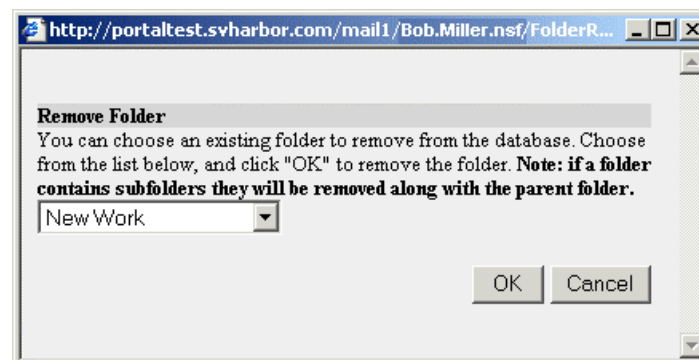 http://portaltest.svharbor.com/mail1/Bob.Miller.nsf/FolderR...
Remove Folder
You can choose an existing folder to remove from the database. Choose
from the list below, and click "OK" to remove the folder. Note: if a folder
contains subfolders they will be removed along with the parent folder.
New Work
OK Cancel